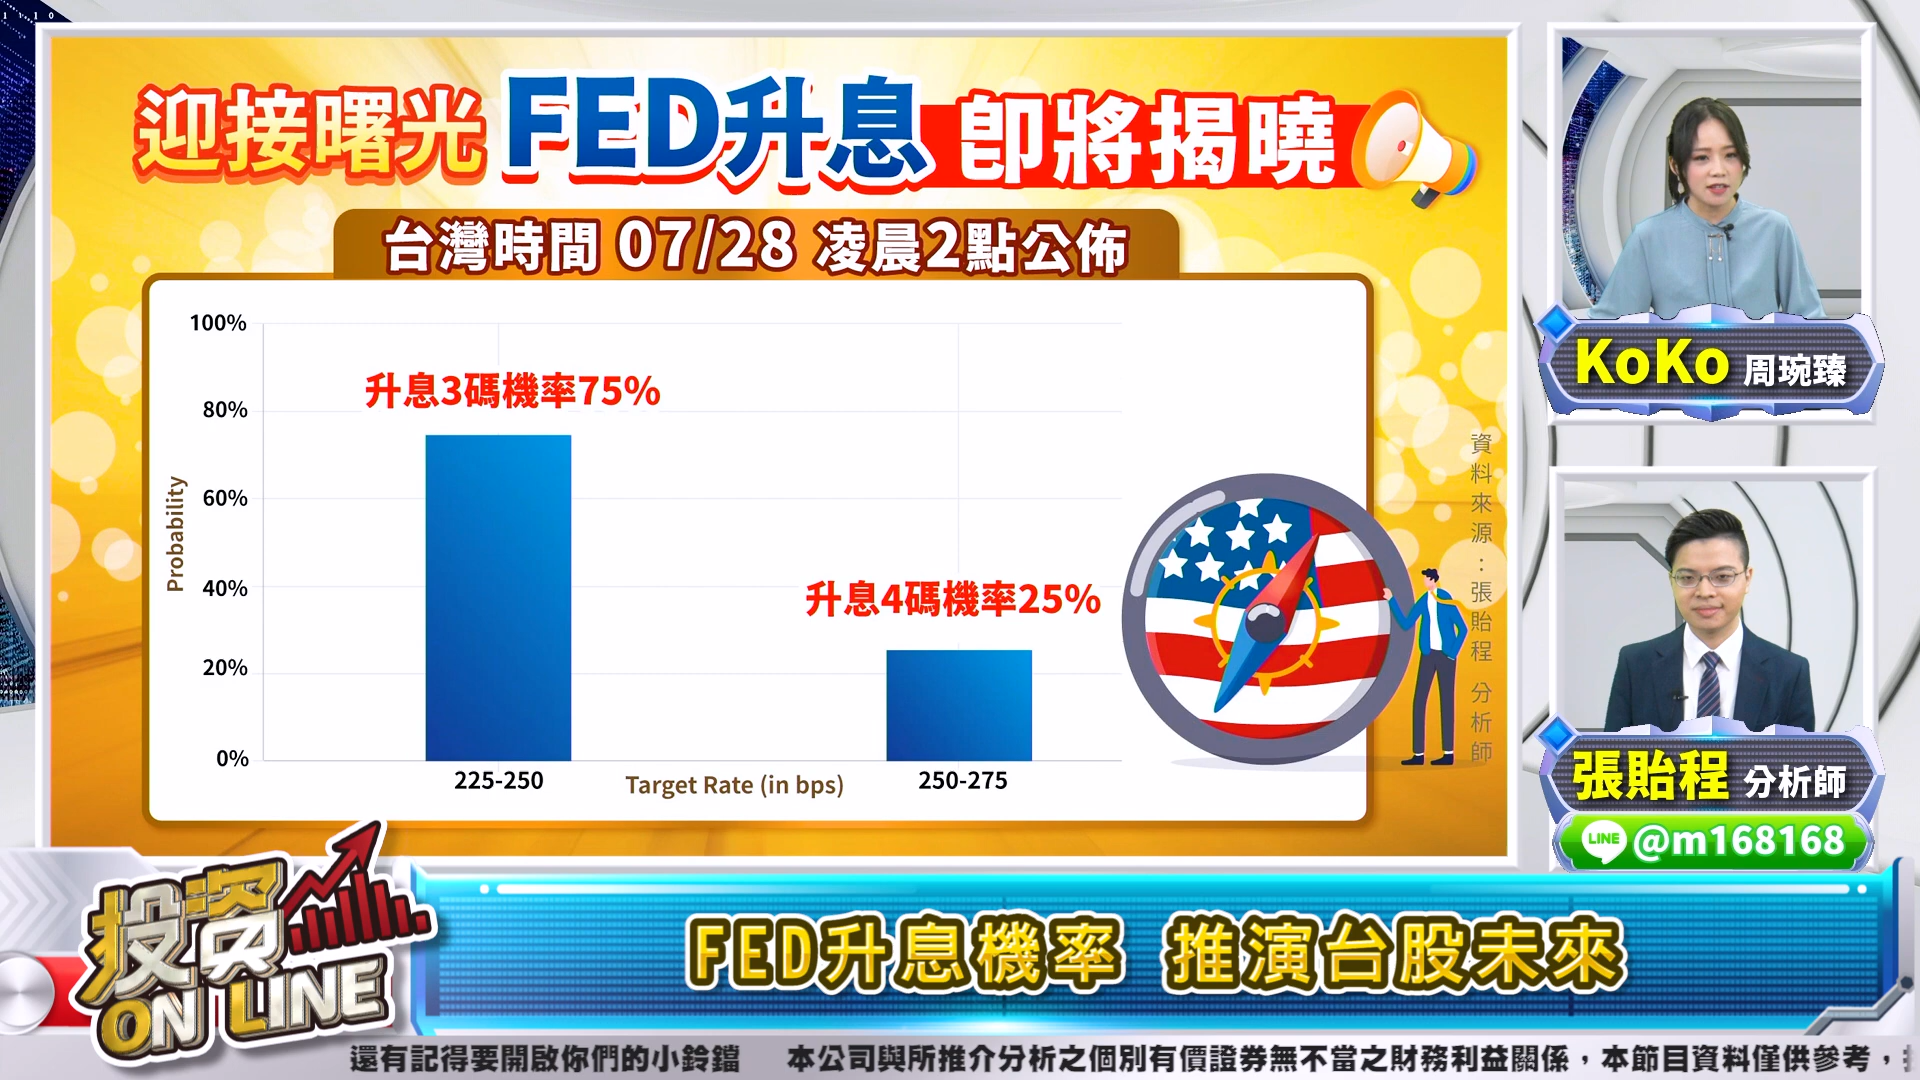 迎接曙光 FED升息 即將揭曉
台灣時間 07/28 凌晨2點公佈
100%
80%
60%
40%
20%
0%
Probability
升息3碼機率75%
升息4碼機率25%
225-250
Target Rate (in bps)
250-275
資料來源：張貽程 分析師
KoKo 周琬臻
張貽程 分析師
LINE @m168168
投資
ON LINE
FED升息機率 推演台股未來
還有記得要開啟你們的小鈴鐺 本公司與所推介分析之個別有價證券無不當之財務利益關係，本節目資料僅供參考，